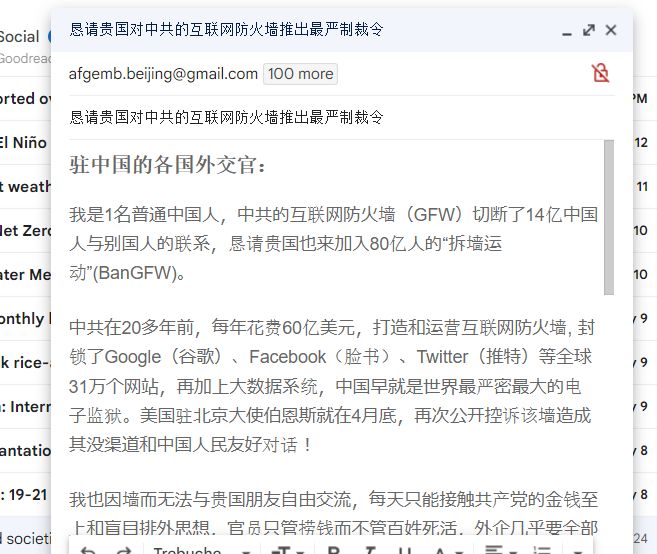 恳请贵国对中共的互联网防火墙推出最严制裁令
Social
Goodread
afgemb.beijing@gmail.com 100 more
orted ov
PM
恳请贵国对中共的互联网防火墙推出最严制裁令
El Niño
12
驻中国的各国外交官：
t weath
11
我是1名普通中国人，中共的互联网防火墙（GFW）切断了14亿中国
Net Zero
10
人与别国人的联系，恳请贵国也来加入80亿人的“拆墙运
ater Me
10
动”(BanGFW)。
onthly
9
中共在20多年前，每年花费60亿美元，打造和运营互联网防火墙, 封
锁了Google（谷歌）、Facebook（脸书）、Twitter（推特）等全球
k rice-
9
31万个网站，再加上大数据系统，中国早就是世界最严密最大的电
: Intern
9
子监狱。美国驻北京大使伯恩斯就在4月底，再次公开控诉该墙造成
antation
8
其没渠道和中国人民友好对话！
: 19-21
8
我也因墙而无法与贵国朋友自由交流，每天只能接触共产党的金钱至
上和盲目排外思想，官员只管捞钱而不管百姓死活，外企几乎要全部
d societi
24
Trebuche